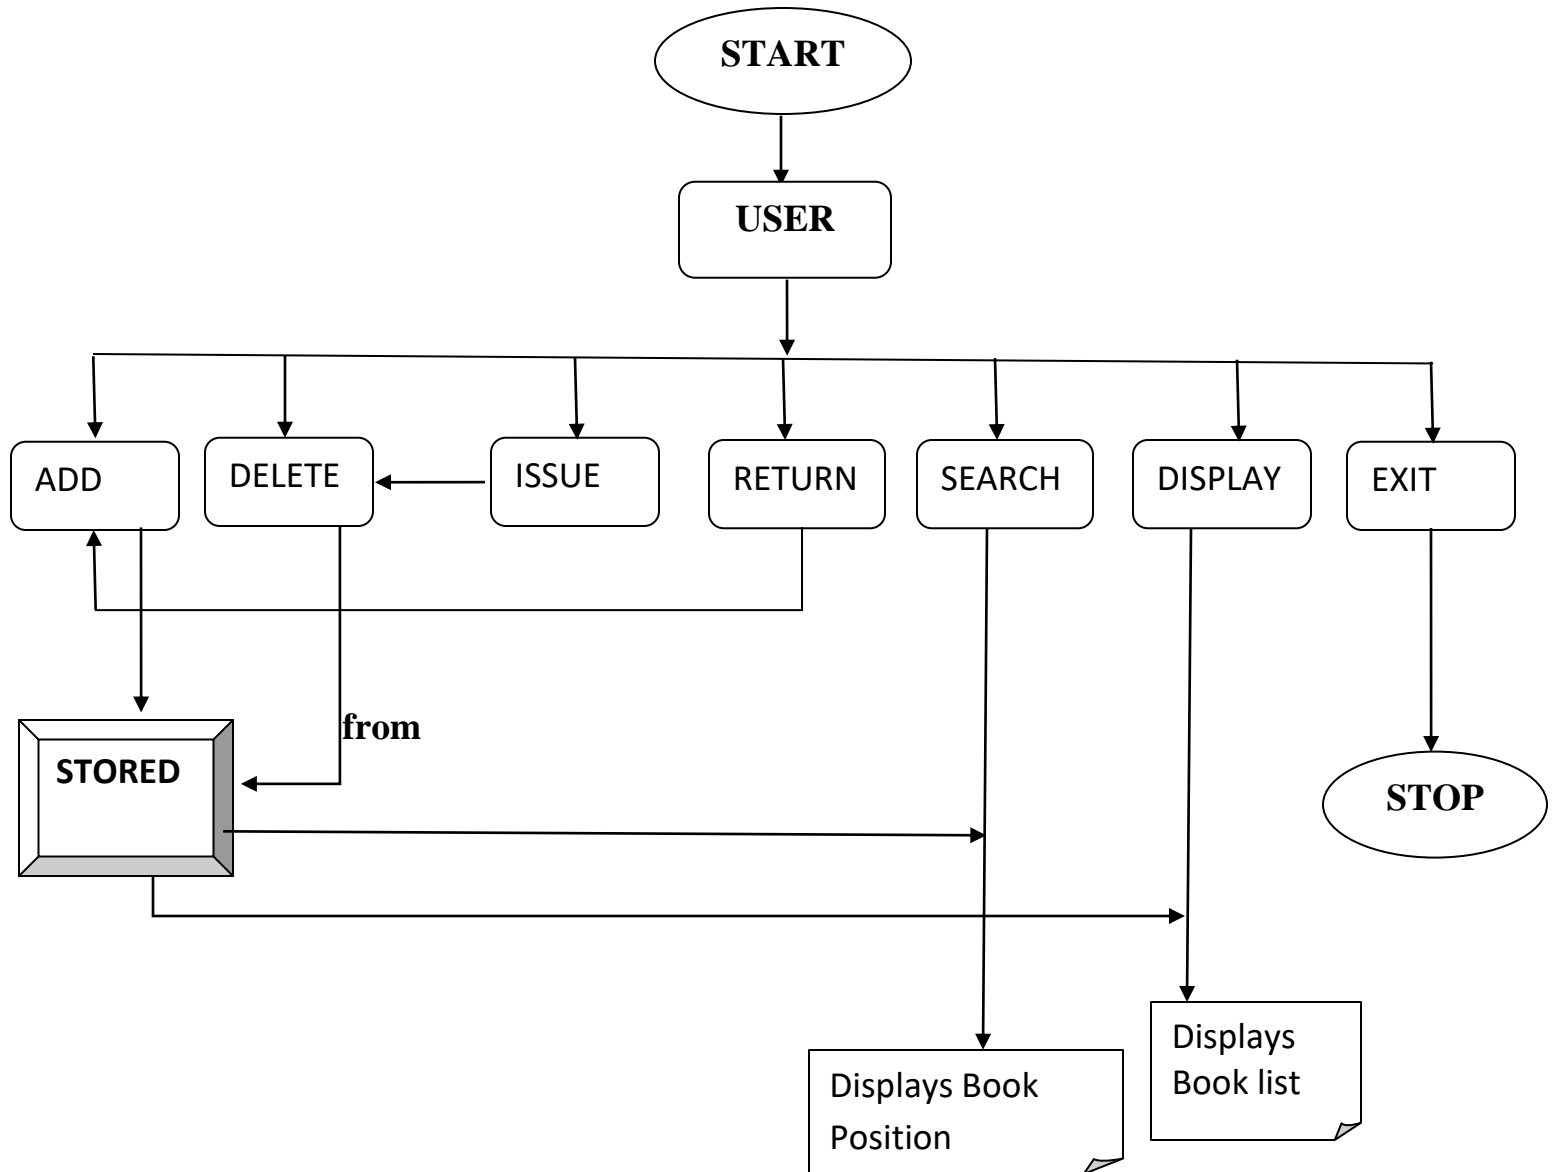 START
USER
ADD
DELETE
ISSUE
RETURN
SEARCH
DISPLAY
EXIT
from
STORED
STOP
Displays
Book list
Displays Book
Position